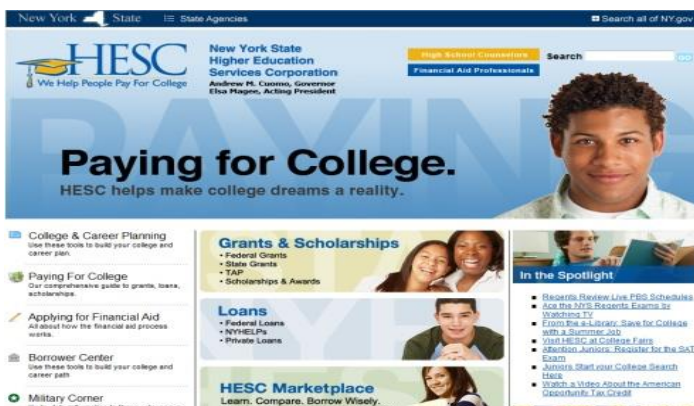 New York State
State Agencies
Search all of NY.gov
HESC
We Help People Pay For College
New York State
Higher Education
Services Corporation
Andrew M. Cuomo, Governor
Elsa Magee, Acting President
High School Counselors
Financial Aid Professionals
Search
GO
PAYING
Paying for College.
HESC helps make college dreams a reality.
College & Career Planning
Use these tools to build your college and
career plan.
Paying For College
Our comprehensive guide to grants, loans,
scholarships.
Applying for Financial Aid
All about how the financial aid process
works.
Borrower Center
Use these tools to build your college and
career path.
Military Corner
Grants & Scholarships
• Federal Grants
• State Grants
• TAP
• Scholarships & Awards
Loans
• Federal Loans
• NYHELPs
• Private Loans
HESC Marketplace
Learn. Compare. Borrow Wisely.
In the Spotlight
Regents Review Live PBS Schedules
Ace the NYS Regents Exams by
Watching TV
From the e-Library: Save for College
with a Summer Job
Visit HESC at College Fairs
Attention Juniors: Register for the SAT
Exam
Juniors Start your College Search
Here
Watch a Video About the American
Opportunity Tax Credit